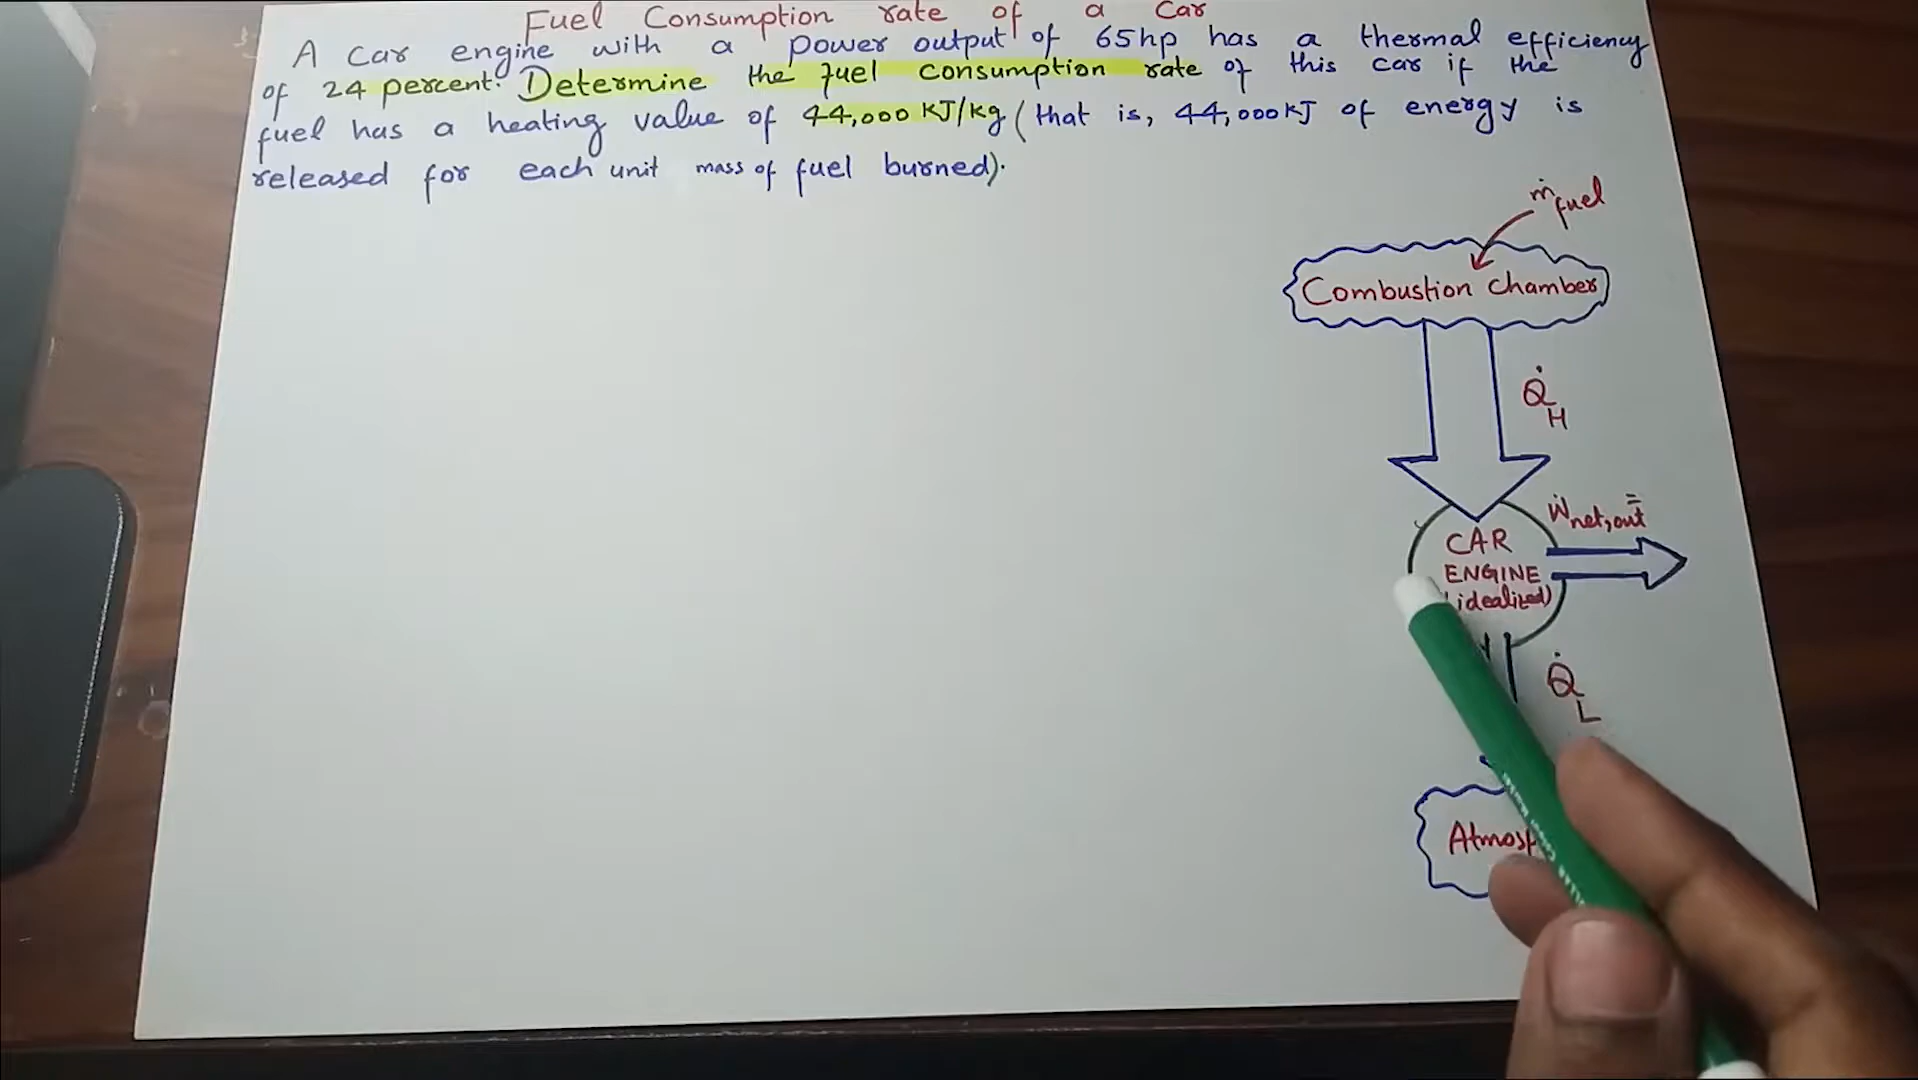 Fuel Consumption rate of a Car
A car engine with a power output of 65hp has a thermal efficiency
of 24 percent. Determine the fuel consumption rate of this car if the
fuel has a heating value of 44,000 KJ/kg (that is, 44,000KJ of energy is
released for each unit mass of fuel burned).
ṁfuel
Combustion Chamber
Q̇H
Ẇnet,out =
CAR
ENGINE
idealized)
Q̇L